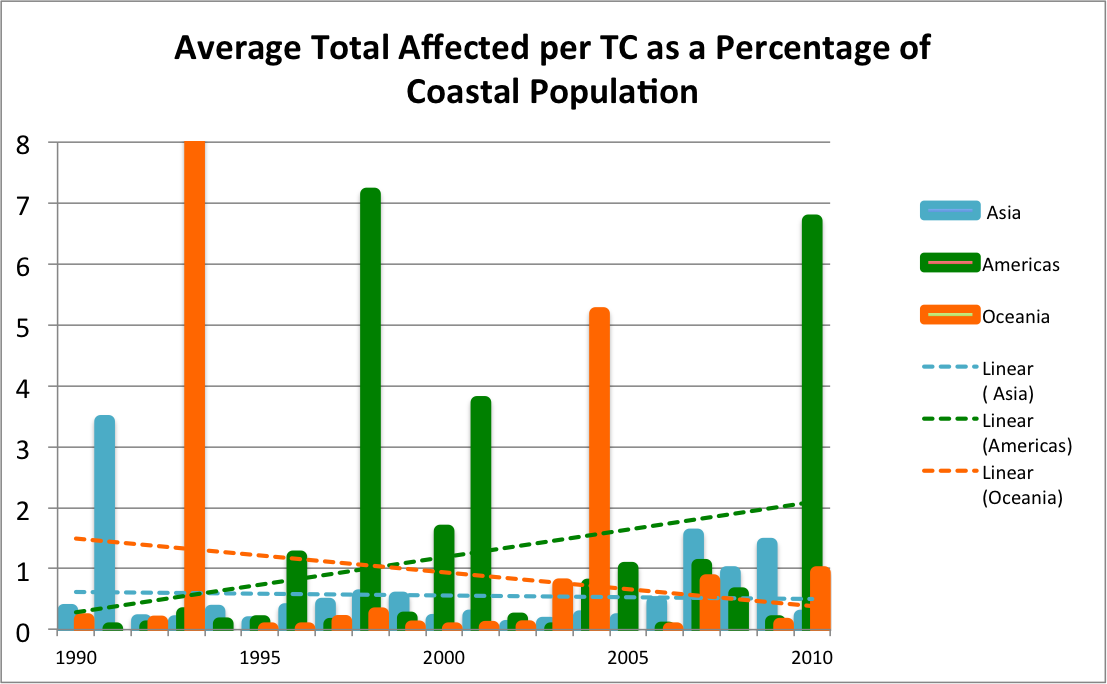 Average Total Affected per TC as a Percentage of
Coastal Population
8
7
6
5
4
3
2
1
0
1990 1995 2000 2005 2010
Asia
Americas
Oceania
Linear
( Asia)
Linear
(Americas)
Linear
(Oceania)